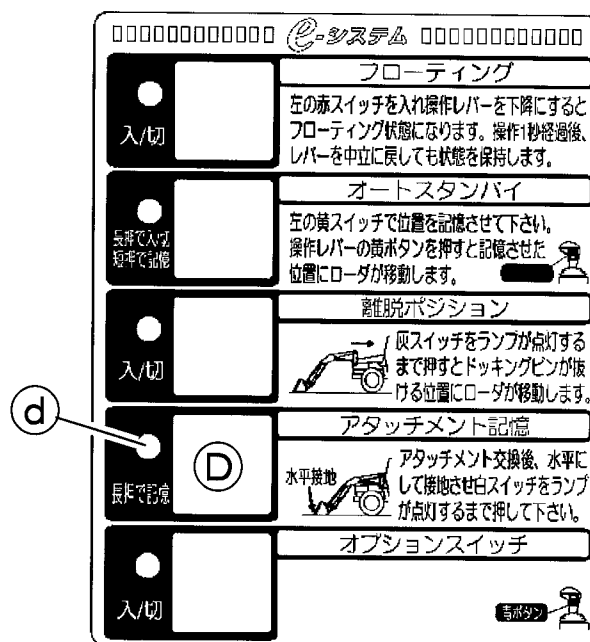 e-システム
フローティング
入/切
左の赤スイッチを入れ操作レバーを下降にすると
フローティング状態になります。操作1秒経過後、
レバーを中立に戻しても状態を保持します。
オートスタンバイ
長押で入/切
短押で記憶
左の黄スイッチで位置を記憶させて下さい。
操作レバーの黄ボタンを押すと記憶させた
位置にローダが移動します。
離脱ポジション
入/切
灰スイッチをランプが点灯する
まで押すとドッキングピンが抜
ける位置にローダが移動します。
d
アタッチメント記憶
長押で記憶
D
水平接地
アタッチメント交換後、水平に
して接地させ白スイッチをランプ
が点灯するまで押して下さい。
オプションスイッチ
入/切
青ボタン